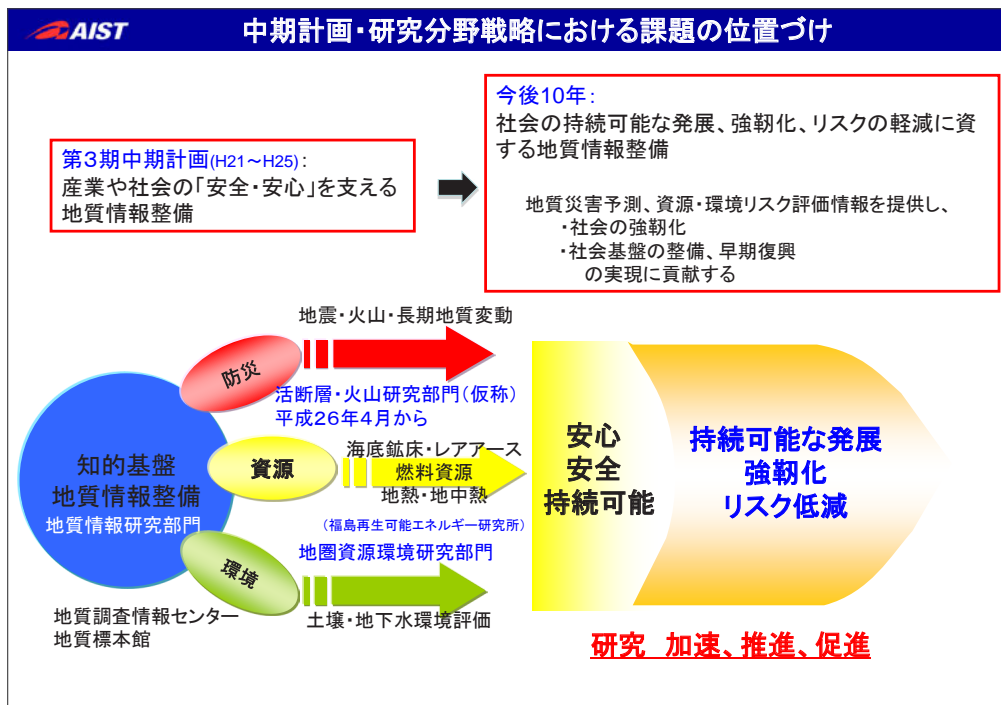 AIST
中期計画・研究分野戦略における課題の位置づけ
第3期中期計画(H21～H25)：
産業や社会の「安全・安心」を支える
地質情報整備
今後10年：
社会の持続可能な発展、強靭化、リスクの軽減に資
する地質情報整備
地質災害予測、資源・環境リスク評価情報を提供し、
・社会の強靭化
・社会基盤の整備、早期復興
の実現に貢献する
地震・火山・長期地質変動
防災
活断層・火山研究部門(仮称)
平成26年4月から
知的基盤
地質情報整備
地質情報研究部門
資源
海底鉱床・レアアース
燃料資源
地熱・地中熱
(福島再生可能エネルギー研究所)
地圏資源環境研究部門
環境
土壌・地下水環境評価
地質調査情報センター
地質標本館
安心
安全
持続可能
持続可能な発展
強靭化
リスク低減
研究　加速、推進、促進